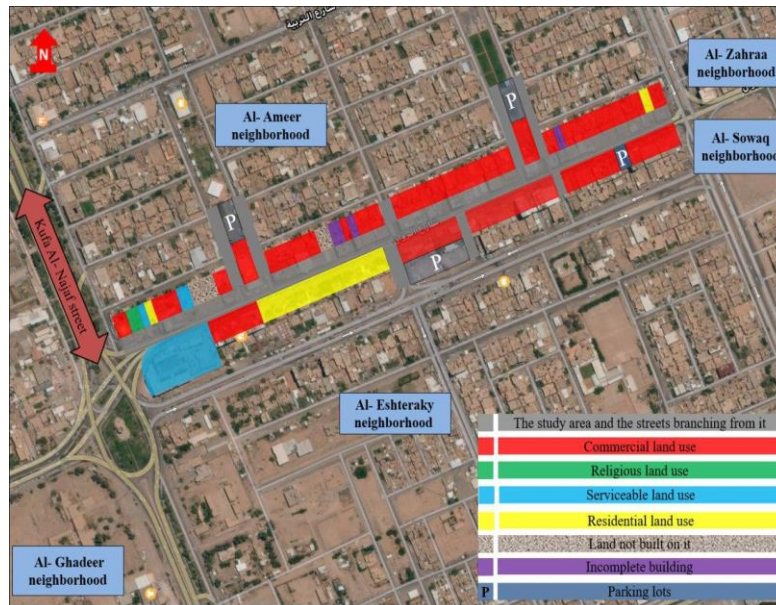 شارع التربية
N
Al- Zahraa
neighborhood
P
Al- Ameer
neighborhood
Al- Sowaq
neighborhood
P
P
P
Kufa Al- Najaf street
Al- Eshteraky
neighborhood
Al- Ghadeer
neighborhood
The study area and the streets branching from it
Commercial land use
Religious land use
Serviceable land use
Residential land use
Land not built on it
Incomplete building
P Parking lots